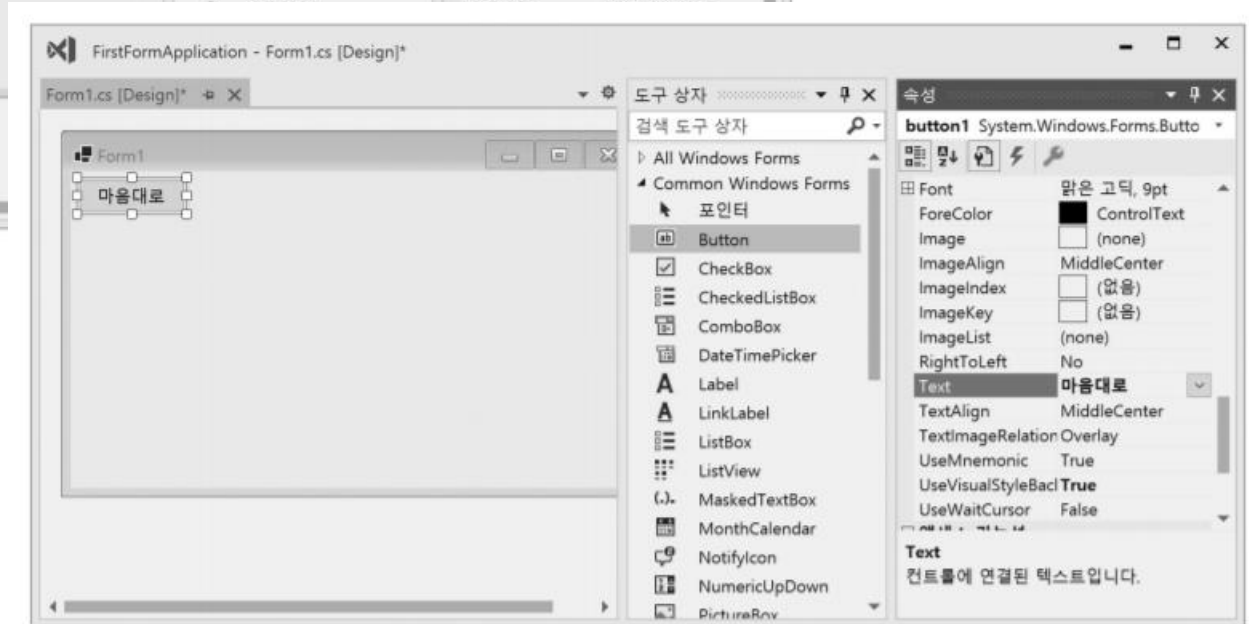 FirstFormApplication - Form1.cs [Design]*
Form1.cs [Design]*
Form1
마음대로
도구 상자
검색 도구 상자
All Windows Forms
Common Windows Forms
포인터
Button
CheckBox
CheckedListBox
ComboBox
DateTimePicker
Label
LinkLabel
ListBox
ListView
MaskedTextBox
MonthCalendar
NotifyIcon
NumericUpDown
PictureBox
속성
button1 System.Windows.Forms.Butto
Font 맑은 고딕, 9pt
ForeColor ControlText
Image (none)
ImageAlign MiddleCenter
ImageIndex (없음)
ImageKey (없음)
ImageList (none)
RightToLeft No
Text 마음대로
TextAlign MiddleCenter
TextImageRelation Overlay
UseMnemonic True
UseVisualStyleBacl True
UseWaitCursor False
Text
컨트롤에 연결된 텍스트입니다.